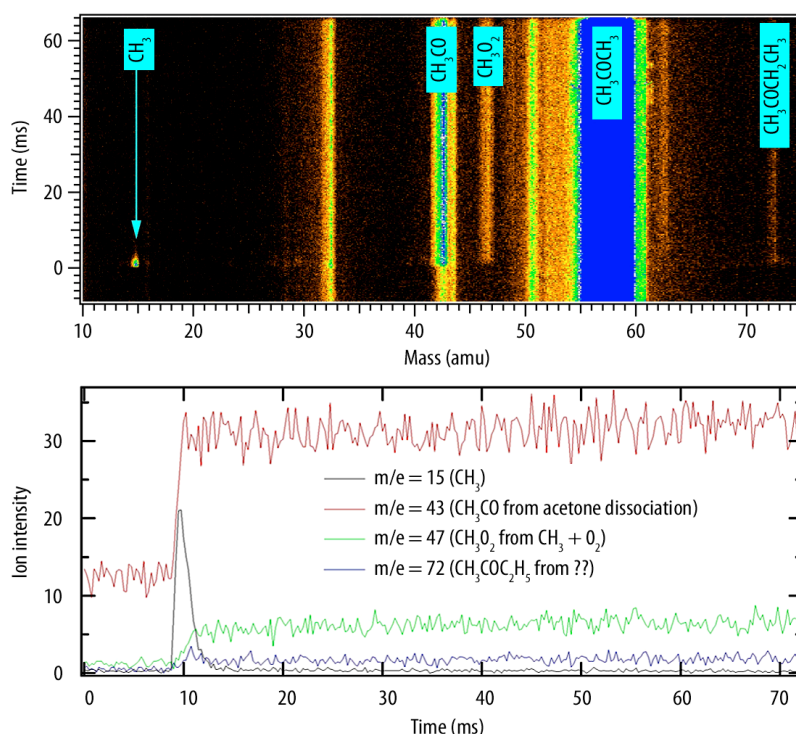 60
40
20
0
Time (ms)
CH₃
CH₃CO
CH₃O₂
CH₃COCH₃
CH₃COCH₂CH₃
10 20 30 40 50 60 70
Mass (amu)
30
20
10
0
Ion intensity
m/e = 15 (CH₃)
m/e = 43 (CH₃CO from acetone dissociation)
m/e = 47 (CH₃O₂ from CH₃ + O₂)
m/e = 72 (CH₃COC₂H₅ from ??)
0 10 20 30 40 50 60 70
Time (ms)